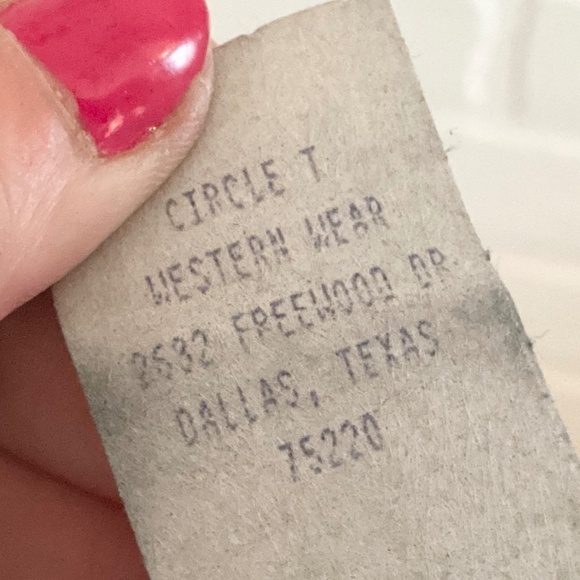 CIRCLE T
WESTERN WEAR
2632 FREEWOOD DR
DALLAS, TEXAS
75220